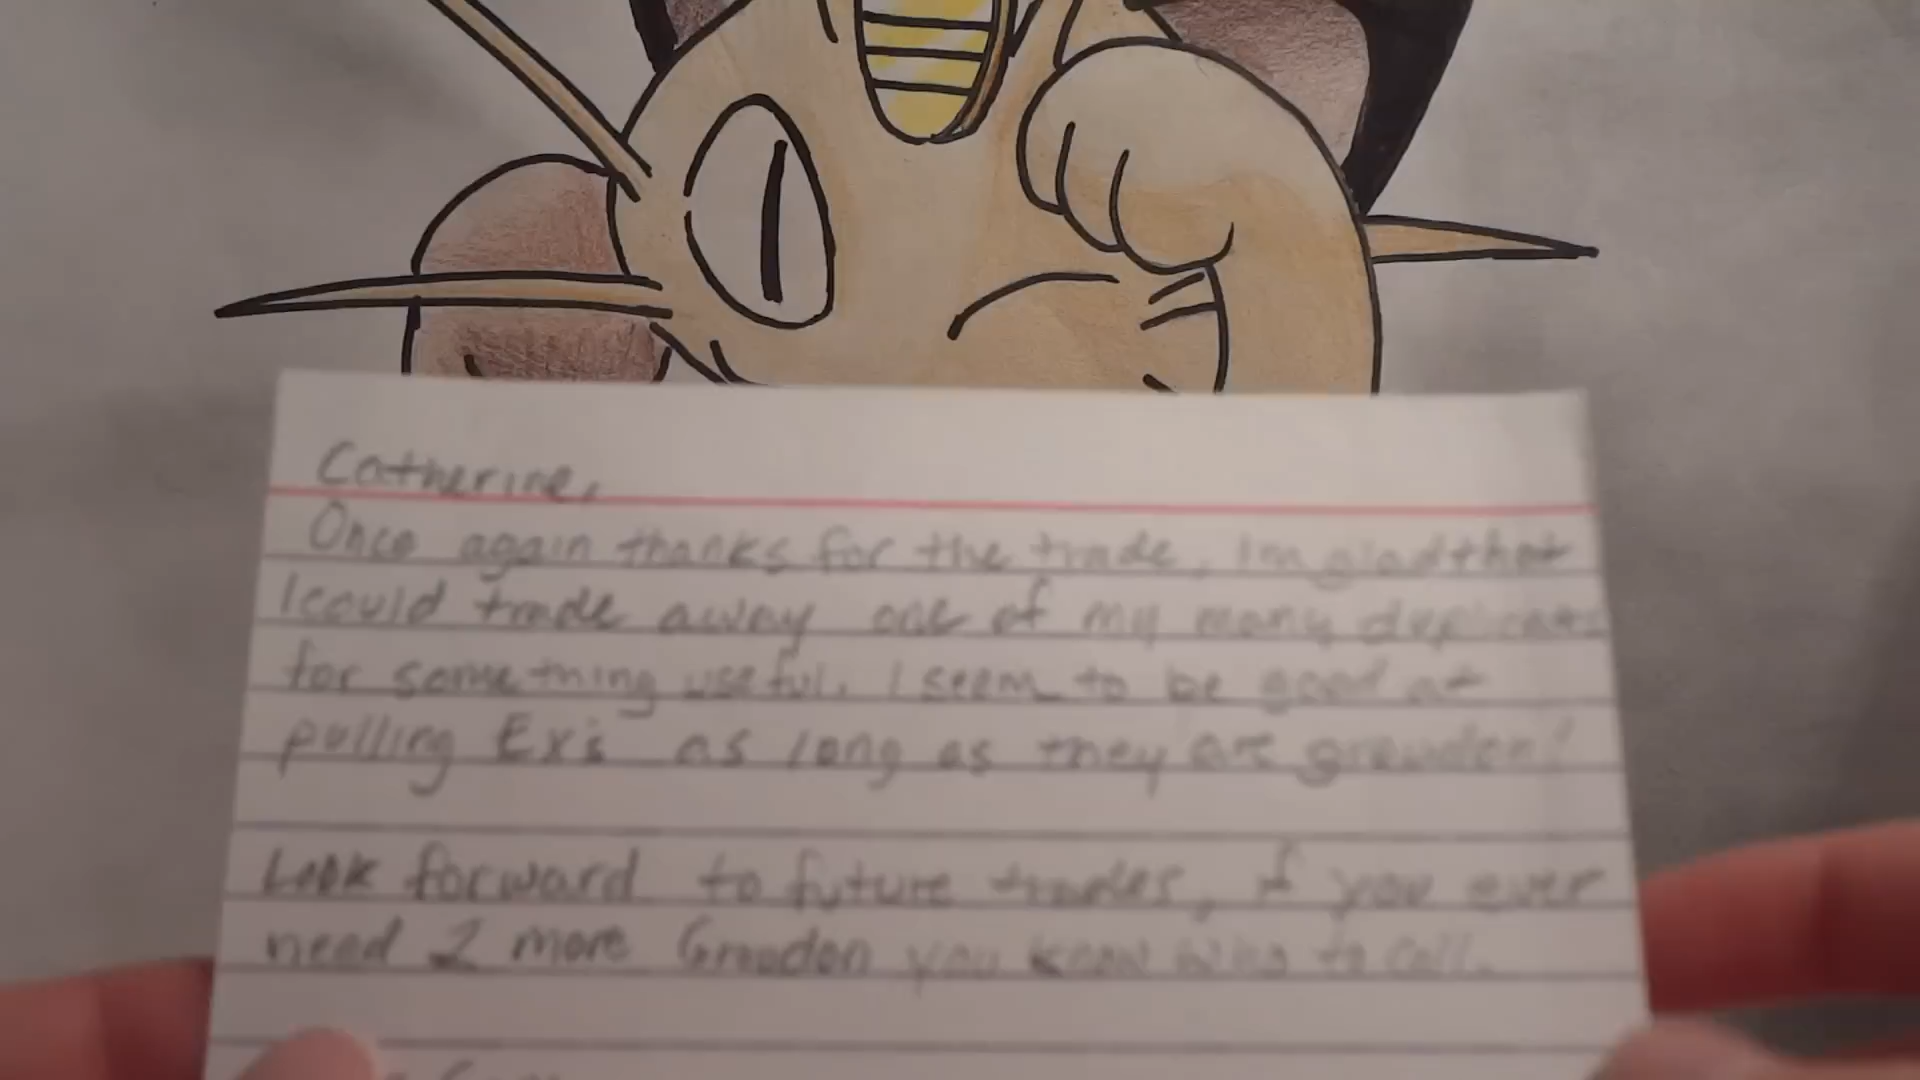 Catherine,
Once again thanks for the trade, Im glad that
I could trade away one of my many duplicates
for something useful. I seem to be good at
pulling Ex's as long as they are growdon!
Look forward to future trades, if you ever
need 2 more Groudon you know who to call.